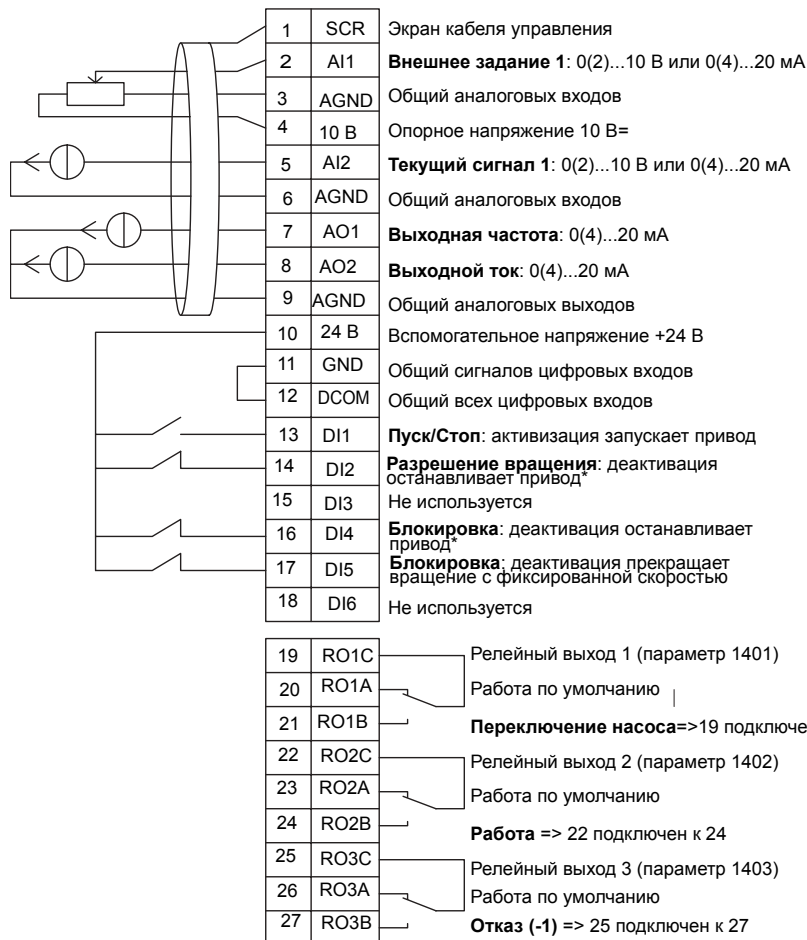 1 SCR Экран кабеля управления
2 AI1 Внешнее задание 1: 0(2)...10 В или 0(4)...20 мА
3 AGND Общий аналоговых входов
4 10 В Опорное напряжение 10 В=
5 AI2 Текущий сигнал 1: 0(2)...10 В или 0(4)...20 мА
6 AGND Общий аналоговых входов
7 AO1 Выходная частота: 0(4)...20 мА
8 AO2 Выходной ток: 0(4)...20 мА
9 AGND Общий аналоговых выходов
10 24 В Вспомогательное напряжение +24 В
11 GND Общий сигналов цифровых входов
12 DCOM Общий всех цифровых входов
13 DI1 Пуск/Стоп: активизация запускает привод
14 DI2 Разрешение вращения: деактивация
останавливает привод*
15 DI3 Не используется
16 DI4 Блокировка: деактивация останавливает
привод*
17 DI5 Блокировка: деактивация прекращает
вращение с фиксированной скоростью
18 DI6 Не используется
19 RO1C Релейный выход 1 (параметр 1401)
20 RO1A Работа по умолчанию
21 RO1B Переключение насоса=>19 подключе
22 RO2C Релейный выход 2 (параметр 1402)
23 RO2A Работа по умолчанию
24 RO2B Работа => 22 подключен к 24
25 RO3C Релейный выход 3 (параметр 1403)
26 RO3A Работа по умолчанию
27 RO3B Отказ (-1) => 25 подключен к 27